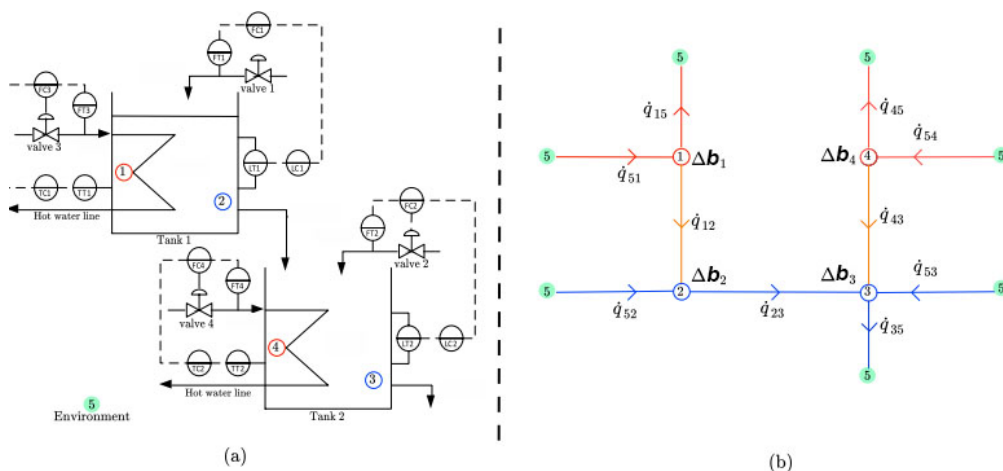 FC1
FT1
valve 1
FC3
FT3
valve 3
1
LT1
LC1
TC1
TT1
2
Hot water line
Tank 1
FC2
FT2
valve 2
FC4
FT4
valve 4
4
LT2
LC2
TC2
TT2
3
Hot water line
5
Environment
Tank 2
(a)
5
5
q̇15
q̇45
q̇54
5
1
Δb1
Δb4
4
5
q̇51
q̇12
q̇43
Δb2
Δb3
q̇53
5
2
3
5
q̇52
q̇23
q̇35
5
(b)